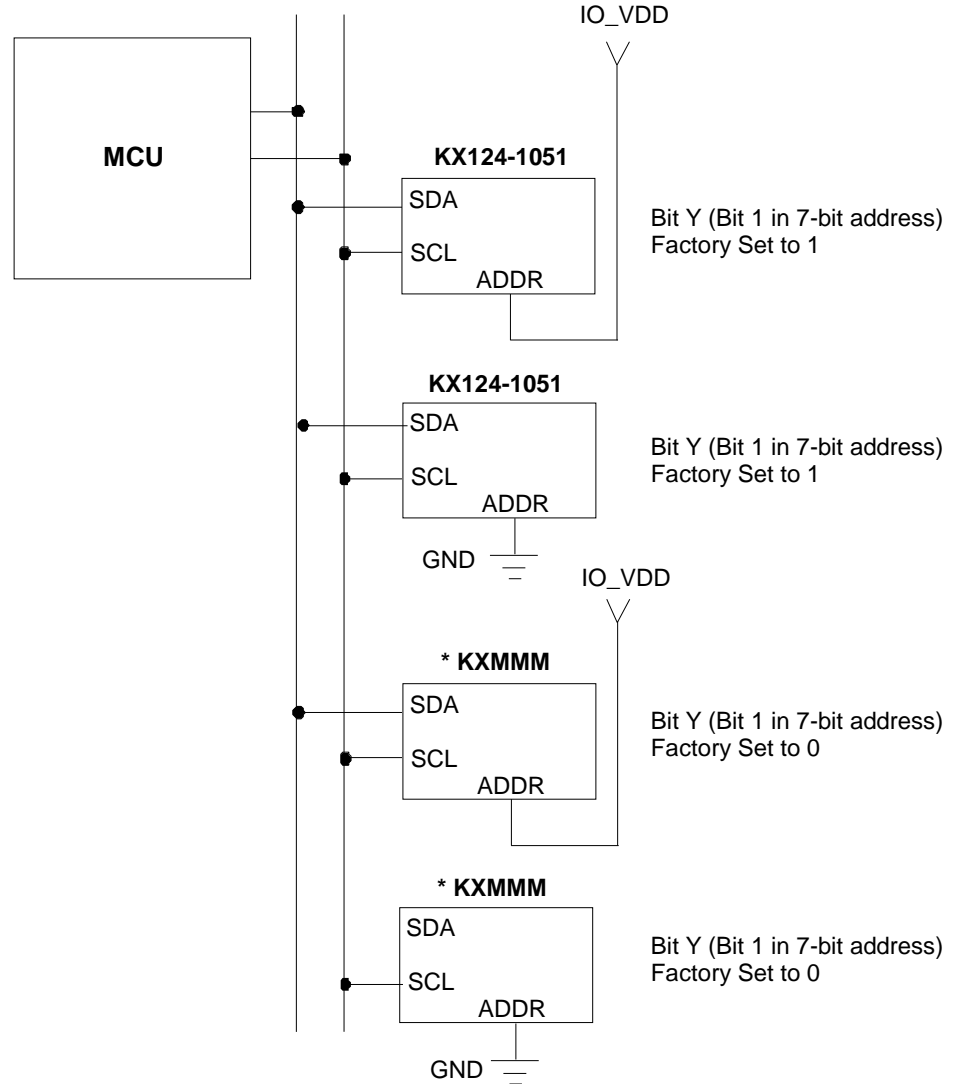 IO_VDD
MCU
KX124-1051
SDA
SCL
ADDR
Bit Y (Bit 1 in 7-bit address)
Factory Set to 1
KX124-1051
SDA
SCL
ADDR
Bit Y (Bit 1 in 7-bit address)
Factory Set to 1
GND
IO_VDD
* KXMMM
SDA
SCL
ADDR
Bit Y (Bit 1 in 7-bit address)
Factory Set to 0
* KXMMM
SDA
SCL
ADDR
Bit Y (Bit 1 in 7-bit address)
Factory Set to 0
GND